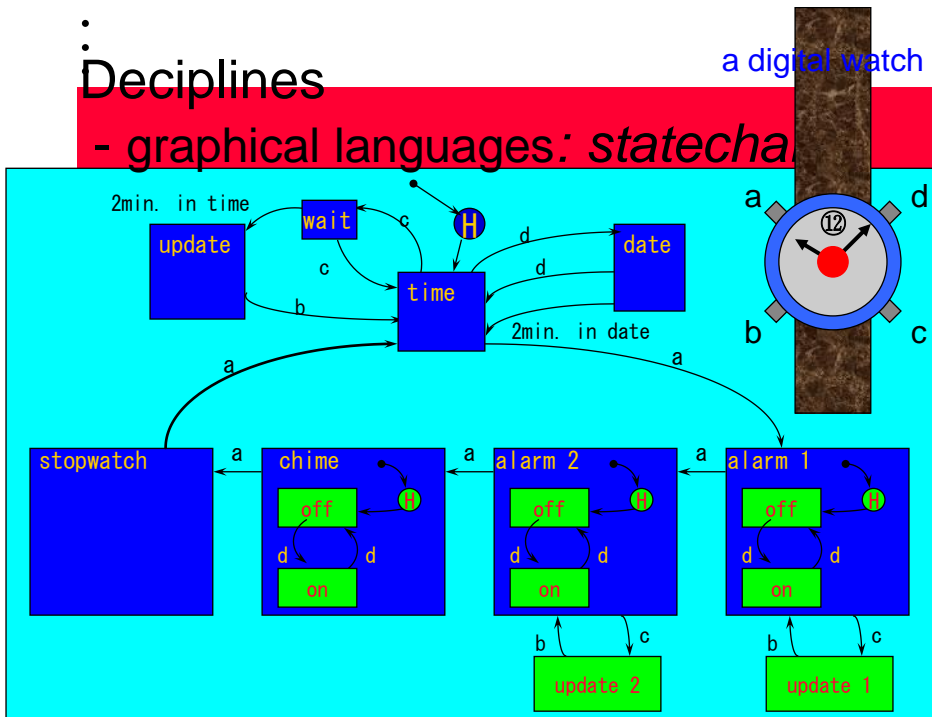 Deciplines
a digital watch
- graphical languages: statecha
a
d
b
c
⑫
2min. in time
wait
c
H
d
update
date
c
d
time
b
2min. in date
a
a
stopwatch
a
chime
a
alarm 2
a
alarm 1
off
H
off
H
off
H
d
d
d
d
d
d
on
on
on
b
c
b
c
update 2
update 1